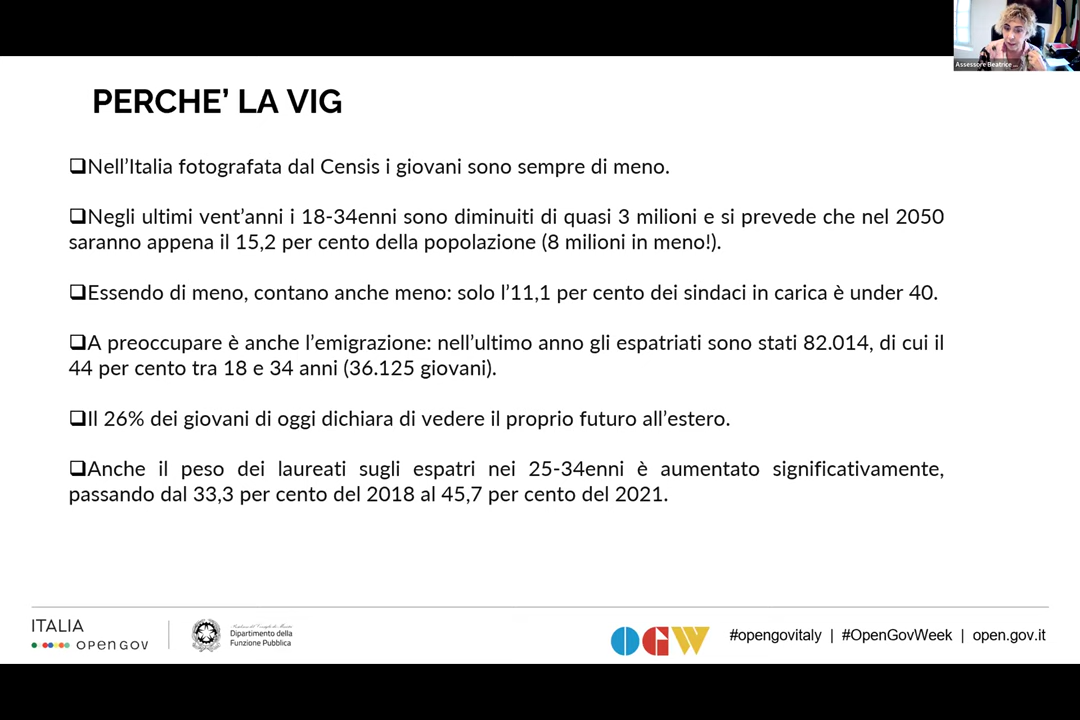 Assessore Beatrice ...
PERCHE’ LA VIG
❑Nell’Italia fotografata dal Censis i giovani sono sempre di meno.
❑Negli ultimi vent’anni i 18-34enni sono diminuiti di quasi 3 milioni e si prevede che nel 2050
saranno appena il 15,2 per cento della popolazione (8 milioni in meno!).
❑Essendo di meno, contano anche meno: solo l’11,1 per cento dei sindaci in carica è under 40.
❑A preoccupare è anche l’emigrazione: nell’ultimo anno gli espatriati sono stati 82.014, di cui il
44 per cento tra 18 e 34 anni (36.125 giovani).
❑Il 26% dei giovani di oggi dichiara di vedere il proprio futuro all’estero.
❑Anche il peso dei laureati sugli espatri nei 25-34enni è aumentato significativamente,
passando dal 33,3 per cento del 2018 al 45,7 per cento del 2021.
ITALIA
OPEN GOV
Dipartimento della
Funzione Pubblica
OGW
#opengovitaly | #OpenGovWeek | open.gov.it